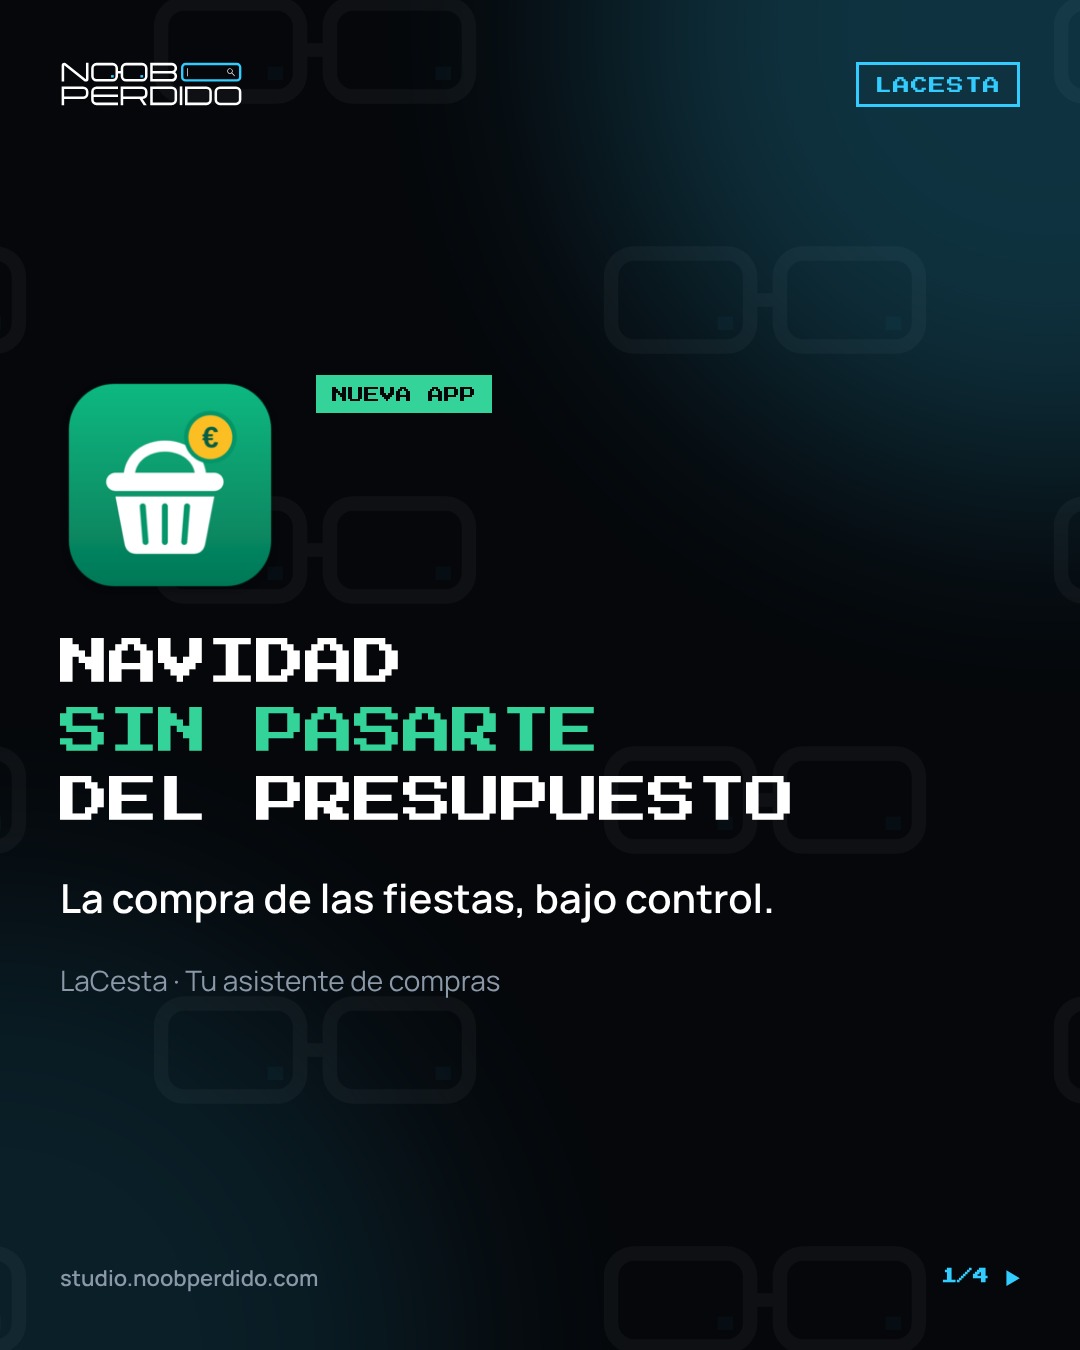 NOOB
PERDIDO
LACESTA
NUEVA APP
€
NAVIDAD
SIN PASARTE
DEL PRESUPUESTO
La compra de las fiestas, bajo control.
LaCesta · Tu asistente de compras
studio.noobperdido.com
1/4